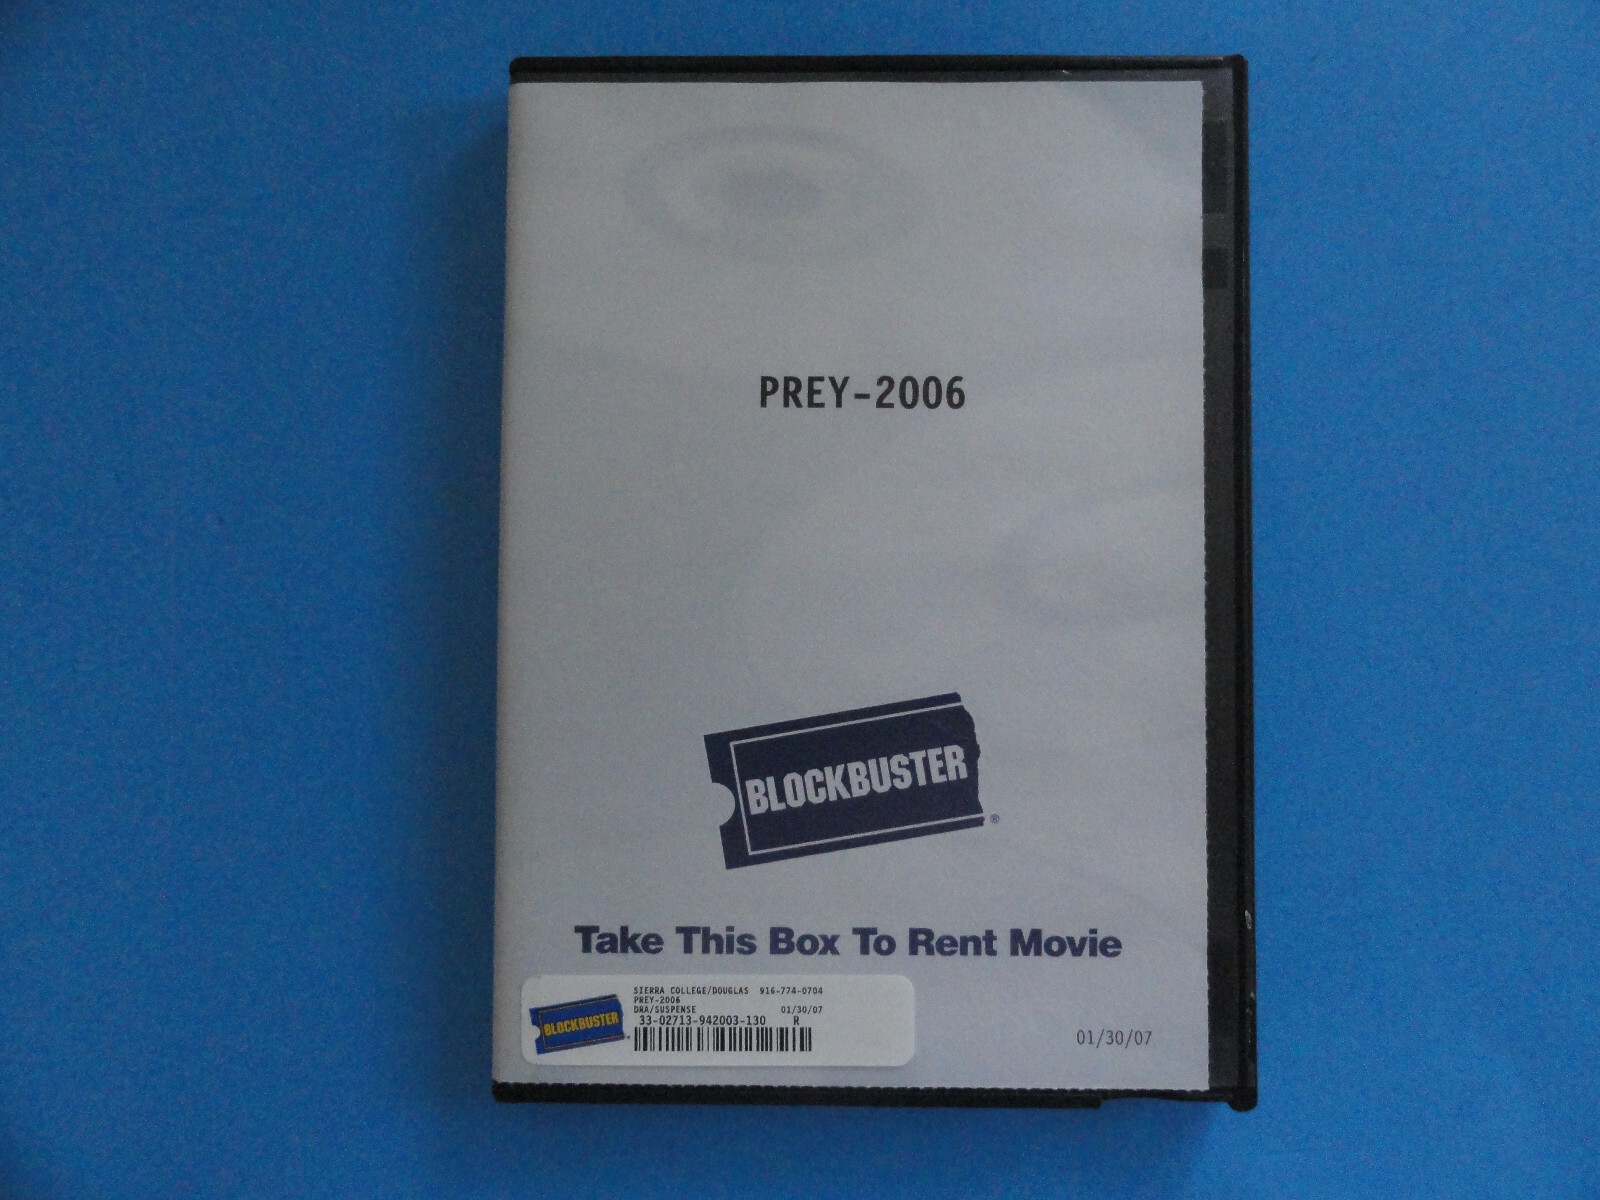 PREY-2006
BLOCKBUSTER
®
Take This Box To Rent Movie
SIERRA COLLEGE/DOUGLAS 916-774-0704
PREY-2006
DRA/SUSPENSE 01/30/07
33-02713-942003-130 R
BLOCKBUSTER
01/30/07